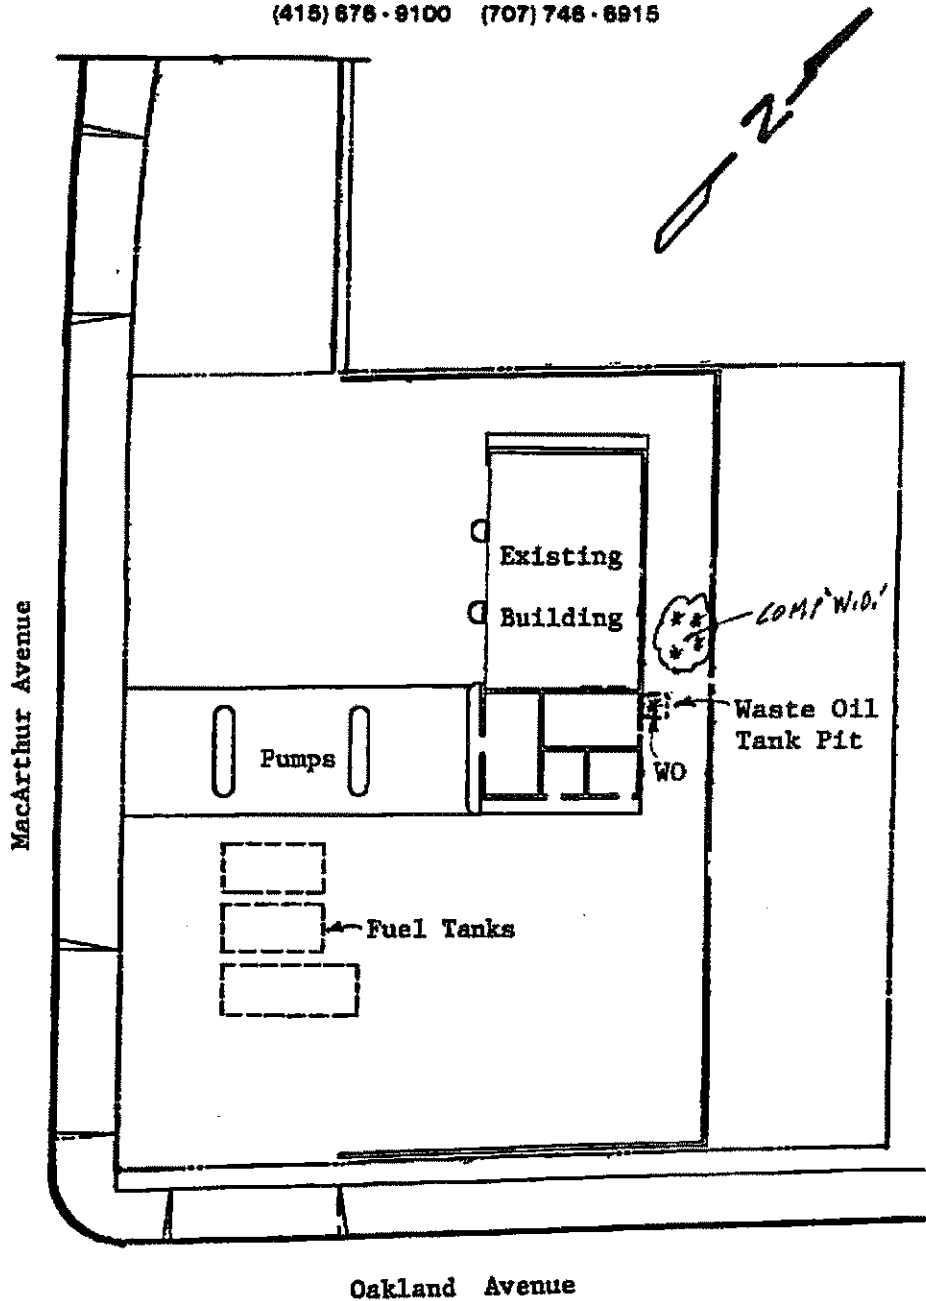 (415) 676 - 9100 (707) 746 - 6915
N
Existing
Building
COMP 'W.O.'
Waste Oil
Tank Pit
WO
Pumps
MacArthur Avenue
Fuel Tanks
Oakland Avenue